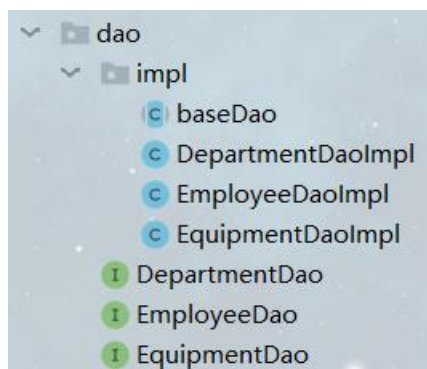 dao
impl
baseDao
DepartmentDaoImpl
EmployeeDaoImpl
EquipmentDaoImpl
DepartmentDao
EmployeeDao
EquipmentDao